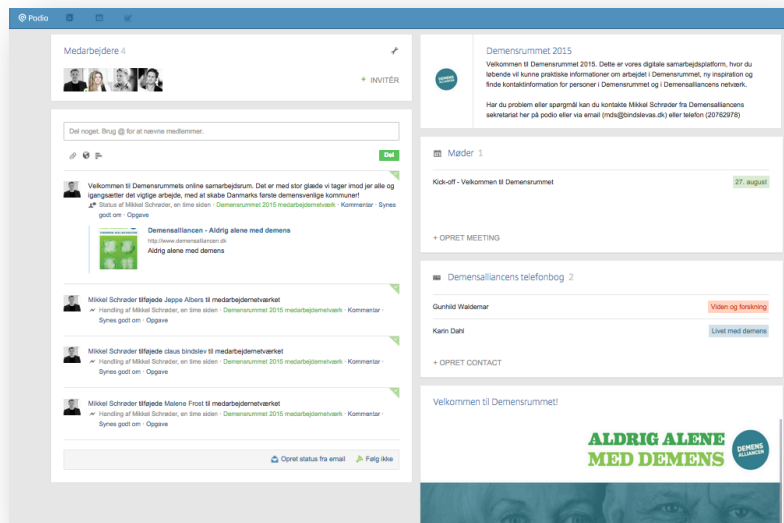 Podio
Medarbejdere 4
+ INVITÉR
Del noget. Brug @ for at nævne medlemmer.
Del
Velkommen til Demensrummets online samarbejdsrum. Det er med stor glæde vi tager imod jer alle og
igangsætter det vigtige arbejde, med at skabe Danmarks første demensvenlige kommuner!
Status af Mikkel Schrøder, en time siden · Demensrummet 2015 medarbejdernetværk · Kommentar · Synes
godt om · Opgave
Demensalliancen - Aldrig alene med demens
http://www.demensalliancen.dk
Aldrig alene med demens
Mikkel Schrøder tilføjede Jeppe Albers til medarbejdernetværket
Handling af Mikkel Schrøder, en time siden · Demensrummet 2015 medarbejdernetværk · Kommentar ·
Synes godt om · Opgave
Mikkel Schrøder tilføjede claus bindslev til medarbejdernetværket
Handling af Mikkel Schrøder, en time siden · Demensrummet 2015 medarbejdernetværk · Kommentar ·
Synes godt om · Opgave
Mikkel Schrøder tilføjede Malene Frost til medarbejdernetværket
Handling af Mikkel Schrøder, en time siden · Demensrummet 2015 medarbejdernetværk · Kommentar ·
Synes godt om · Opgave
Opret status fra email
Følg ikke
Demensrummet 2015
Velkommen til Demensrummet 2015. Dette er vores digitale samarbejdsplatform, hvor du
løbende vil kunne praktiske informationer om arbejdet i Demensrummet, ny inspiration og
finde kontaktinformation for personer i Demensrummet og i Demensalliancens netværk.
Har du problem eller spørgmål kan du kontakte Mikkel Schrøder fra Demensalliancens
sekretariat her på podio eller via email (mds@bindslevas.dk) eller telefon (20762978)
Møder 1
Kick-off - Velkommen til Demensrummet
27. august
+ OPRET MEETING
Demensalliancens telefonbog 2
Gunhild Waldemar
Viden og forskning
Karin Dahl
Livet med demens
+ OPRET CONTACT
Velkommen til Demensrummet!
ALDRIG ALENE
MED DEMENS
DEMENS
ALLIANCEN